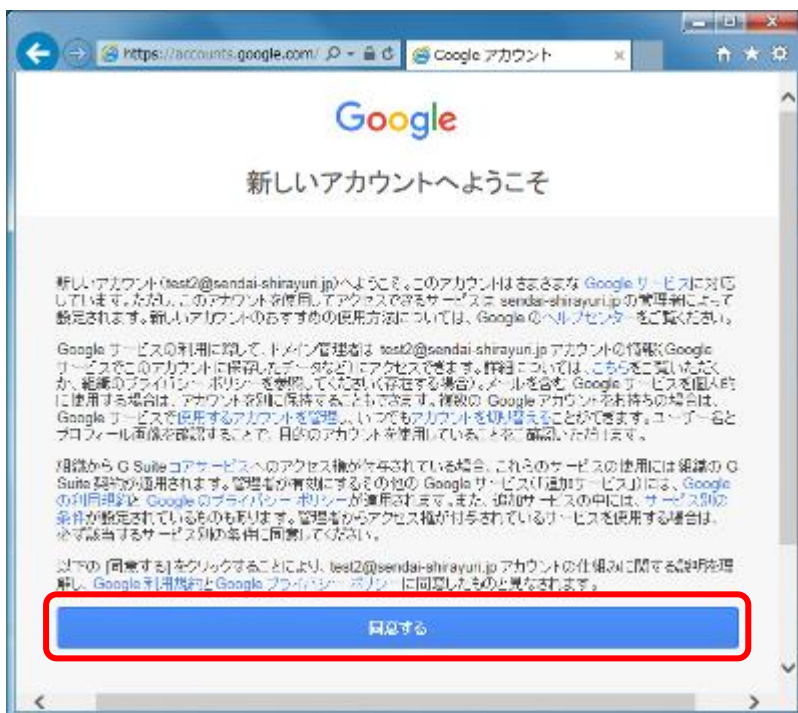 https://accounts.google.com/
Google アカウント
Google
新しいアカウントへようこそ
新しいアカウント(test2@sendai-shirayuri.jp)へようこそ。このアカウントはさまざまな Google サービスに対応
しています。ただし、このアカウントを使用してアクセスできるサービスは sendai-shirayuri.jp の管理者によって
設定されます。新しいアカウントのおすすめの使用方法については、Google のヘルプセンターをご覧ください。
Google サービスの利用に際して、ドメイン管理者は test2@sendai-shirayuri.jp アカウントの情報(Google
サービスでこのアカウントに保存したデータなど)にアクセスできます。詳細については、こちらをご覧いただく
か、組織のプライバシー ポリシーを参照してください(存在する場合)。メールを含む Google サービスを個人的
に使用する場合は、アカウントを別に保持することもできます。複数の Google アカウントをお持ちの場合は、
Google サービスで使用するアカウントを管理し、いつでもアカウントを切り替えることができます。ユーザー名と
プロフィール画像を確認することで、目的のアカウントを使用していることをご確認いただけます。
組織から G Suite コアサービスへのアクセス権が付与されている場合、これらのサービスの使用には組織の G
Suite 契約が適用されます。管理者が有効にするその他の Google サービス(「追加サービス」)には、Google
の利用規約と Google のプライバシー ポリシーが適用されます。また、追加サービスの中には、サービス別の
条件が設定されているものもあります。管理者からアクセス権が付与されているサービスを使用する場合は、
必ず該当するサービス別の条件に同意してください。
以下の [同意する] をクリックすることにより、test2@sendai-shirayuri.jp アカウントの仕組みに関する説明を理
解し、Google 利用規約とGoogle プライバシー ポリシーに同意したものと見なされます。
同意する